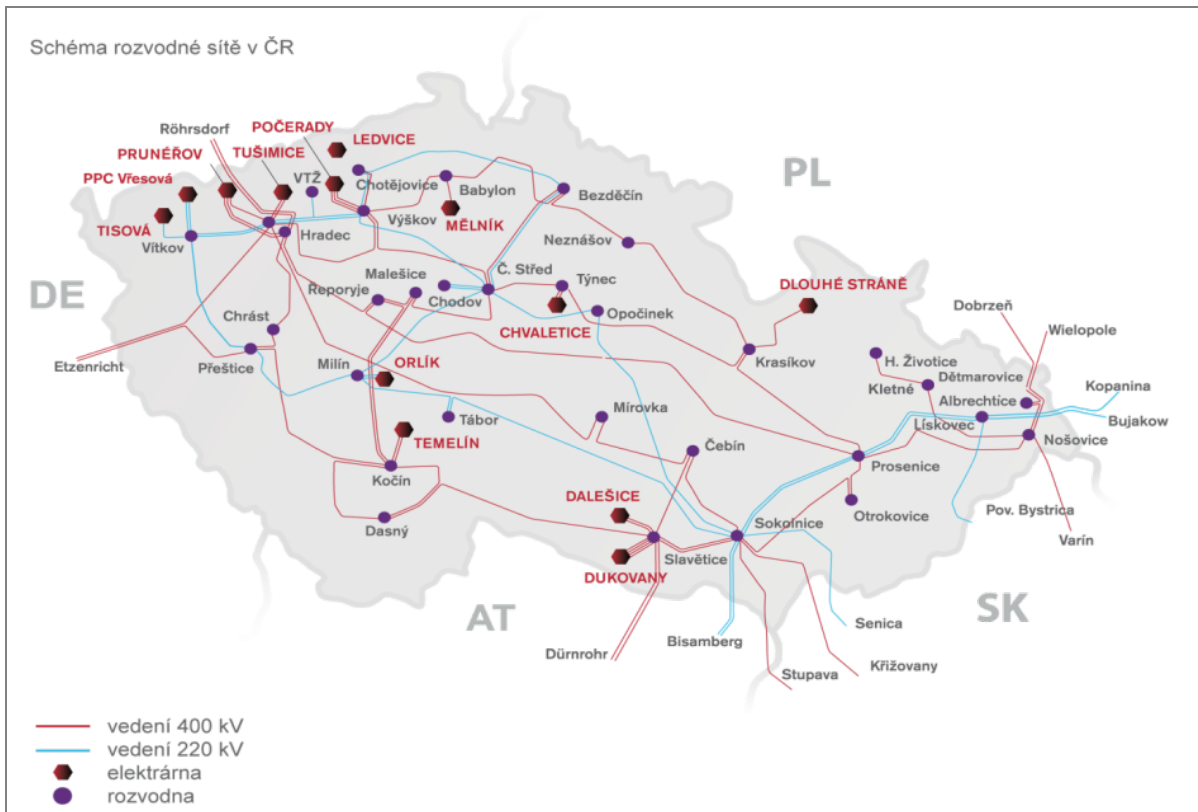 Schéma rozvodné sítě v ČR
Röhrsdorf
POČERADY
LEDVICE
PRUNÉŘOV
TUŠIMICE
PPC Vřesová
VTŽ
Chotějovice
Babylon
Bezděčín
PL
TISOVÁ
Vítkov
Hradec
Výškov
MĚLNÍK
Neznášov
DE
Malešice
Č. Střed
Týnec
Reporyje
Chodov
DLOUHÉ STRÁNĚ
Chrást
CHVALETICE
Opočinek
Dobrzeň
Wielopole
Etzenricht
Přeštice
Milín
ORLÍK
Krasíkov
H. Životice
Dětmarovice
Kletné
Albrechtice
Kopanina
Tábor
Mírovka
Lískovec
Bujakow
TEMELÍN
Čebín
Nošovice
Kočín
Prosenice
DALEŠICE
Otrokovice
Pov. Bystrica
Dasný
Sokolnice
Varín
Slavětice
DUKOVANY
AT
SK
Senica
Bisamberg
Dürnrohr
Křižovany
Stupava
vedení 400 kV
vedení 220 kV
elektrárna
rozvodna